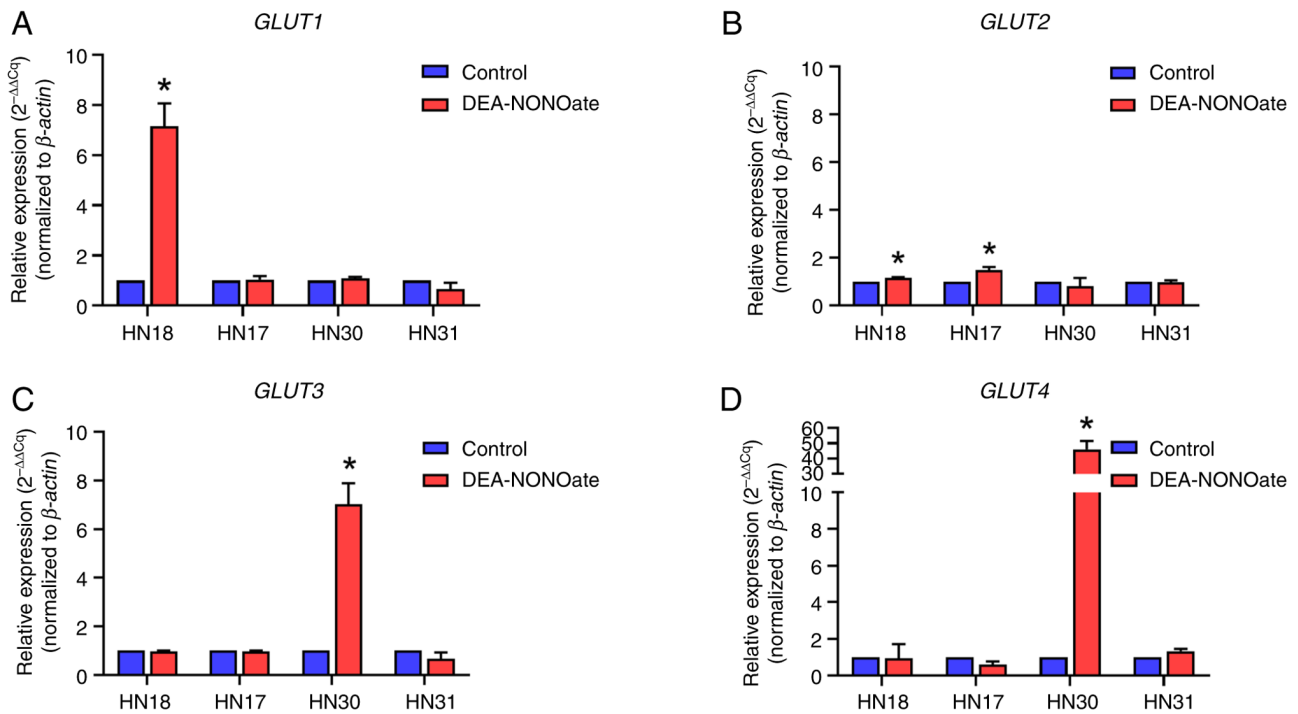 A
GLUT1
Relative expression (2⁻ΔΔCq)
(normalized to β-actin)
10
8
6
4
2
0
*
Control
DEA-NONOate
HN18 HN17 HN30 HN31
B
GLUT2
Relative expression (2⁻ΔΔCq)
(normalized to β-actin)
10
8
6
4
2
0
* *
Control
DEA-NONOate
HN18 HN17 HN30 HN31
C
GLUT3
Relative expression (2⁻ΔΔCq)
(normalized to β-actin)
10
8
6
4
2
0
*
Control
DEA-NONOate
HN18 HN17 HN30 HN31
D
GLUT4
Relative expression (2⁻ΔΔCq)
(normalized to β-actin)
60
50
40
30
10
8
6
4
2
0
*
Control
DEA-NONOate
HN18 HN17 HN30 HN31